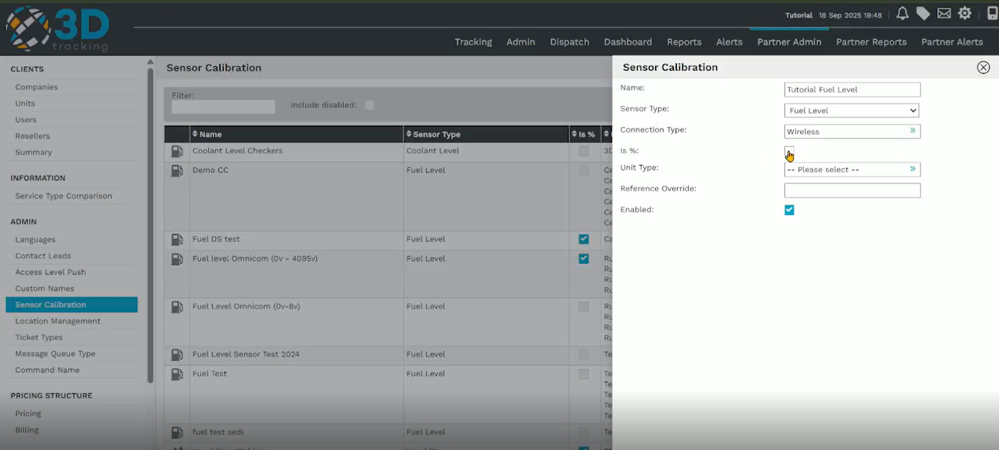 3D
tracking
Tutorial 18 Sep 2025 19:48
Tracking Admin Dispatch Dashboard Reports Alerts Partner Admin Partner Reports Partner Alerts
CLIENTS
Companies
Units
Users
Resellers
Summary
INFORMATION
Service Type Comparison
ADMIN
Languages
Contact Leads
Access Level Push
Custom Names
Sensor Calibration
Location Management
Ticket Types
Message Queue Type
Command Name
PRICING STRUCTURE
Pricing
Billing
Sensor Calibration
Filter:
Include disabled:
Name Sensor Type Is %
Coolant Level Checkers Coolant Level 3D
Demo CC Fuel Level Ce
Ce
Ce
Ce
Ce
Ce
Fuel DS test Fuel Level Ca
Fuel level Omnicom (0v - 4095v) Fuel Level Ru
Ru
Ru
Ru
Fuel Level Omnicom (0v-8v) Fuel Level Ru
Ru
Ru
Ru
Fuel Level Sensor Test 2024 Fuel Level Te
Fuel Test Fuel Level Te
Te
Te
Te
Te
fuel test sedi Fuel Level Te
Sensor Calibration
Name: Tutorial Fuel Level
Sensor Type: Fuel Level
Connection Type: Wireless »
Is %:
Unit Type: -- Please select -- »
Reference Override:
Enabled: